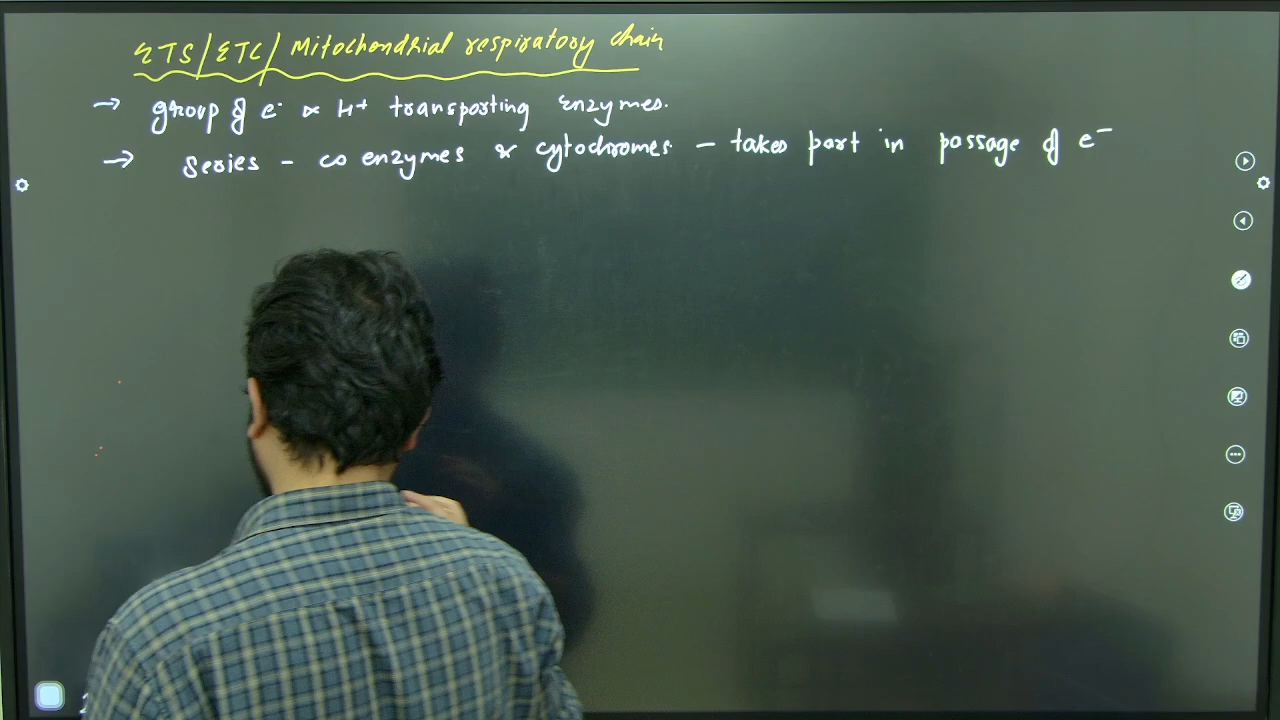 ETS/ETC/Mitochondrial respiratory chain
→ group of e⁻ & H⁺ transporting enzymes.
→ Series - co enzymes & cytochromes - takes part in passage of e⁻